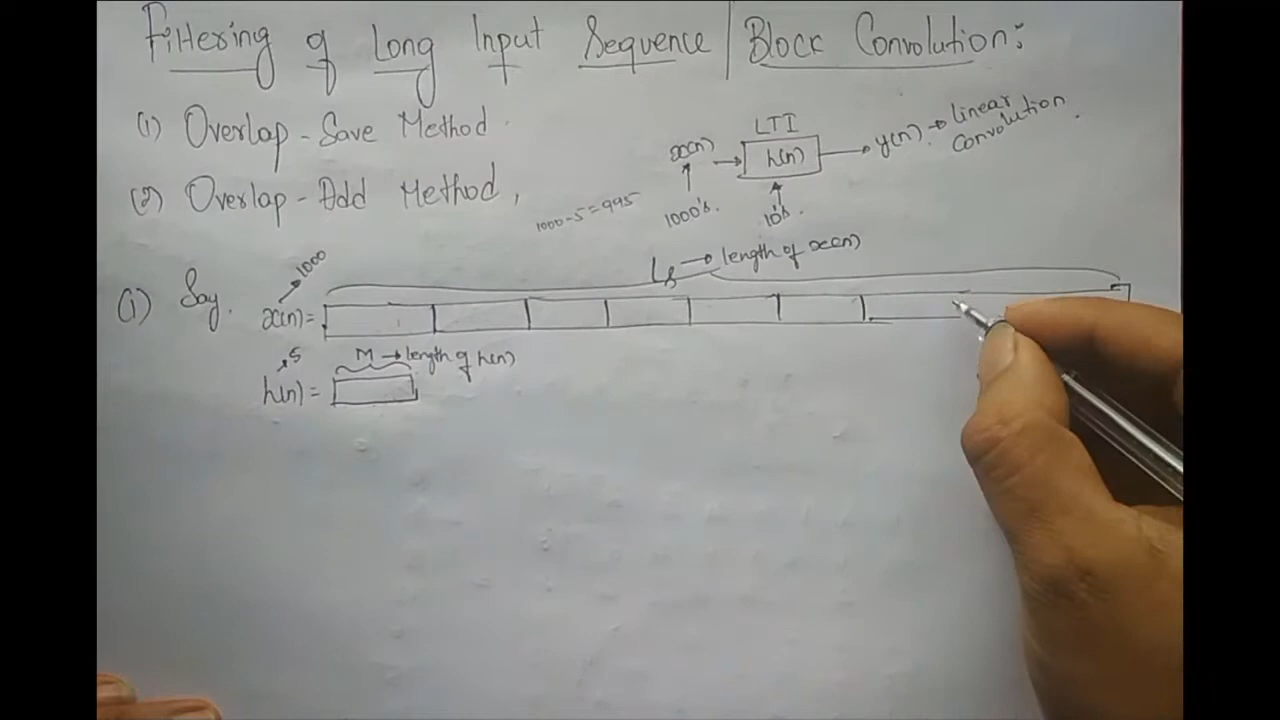 Filtering of Long Input Sequence | Block Convolution:
(1) Overlap - Save Method.
(2) Overlap - Add Method,
LTI
x(n) → h(n) → y(n) → linear convolution.
1000's.
10's.
1000-5=995
Ls → length of x(n)
(1) Say.
1000
x(n)=
5
M → length of h(n)
h(n)=